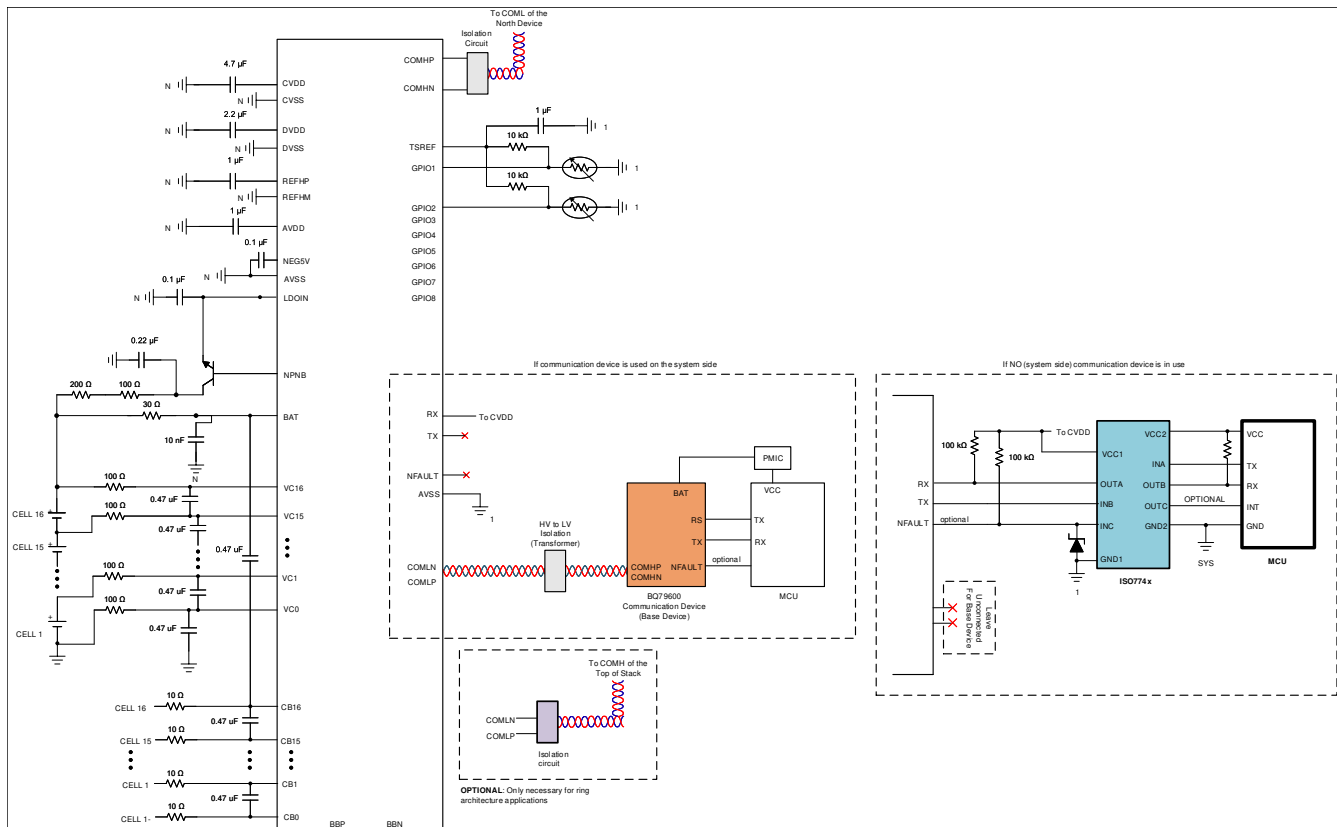 To COML of the
North Device
Isolation
Circuit
COMHP
COMHN
4.7 µF
N
CVDD
N
CVSS
2.2 µF
N
DVDD
N
DVSS
1 µF
N
REFHP
N
REFHM
1 µF
N
AVDD
0.1 µF
NEG5V
N
AVSS
0.1 µF
N
LDOIN
1 µF
1
TSREF
10 kΩ
GPIO1
1
10 kΩ
GPIO2
1
GPIO3
GPIO4
GPIO5
GPIO6
GPIO7
GPIO8
0.22 µF
NPNB
200 Ω
100 Ω
30 Ω
BAT
10 nF
N
100 Ω
VC16
0.47 uF
CELL 16
+
100 Ω
VC15
0.47 uF
CELL 15
+
0.47 uF
100 Ω
VC1
0.47 uF
100 Ω
VC0
+
CELL 1
0.47 uF
CELL 16
10 Ω
CB16
0.47 uF
CELL 15
10 Ω
CB15
CELL 1
10 Ω
CB1
0.47 uF
CELL 1-
10 Ω
CB0
BBP
BBN
If communication device is used on the system side
RX
To CVDD
TX
NFAULT
AVSS
1
PMIC
BAT
VCC
RS
TX
TX
RX
NFAULT
optional
COMHP
COMHN
HV to LV
Isolation
(Transformer)
COMLN
COMLP
BQ79600
Communication Device
(Base Device)
MCU
To COMH of the
Top of Stack
COMLN
COMLP
Isolation
circuit
OPTIONAL: Only necessary for ring
architecture applications
If NO (system side) communication device is in use
To CVDD
100 kΩ
100 kΩ
RX
TX
NFAULT
optional
VCC2
VCC1
INA
OUTA
OUTB
INB
OUTC
INC
GND2
GND1
ISO774x
OPTIONAL
VCC
TX
RX
INT
GND
MCU
SYS
1
Leave
Unconnected
For Base Device